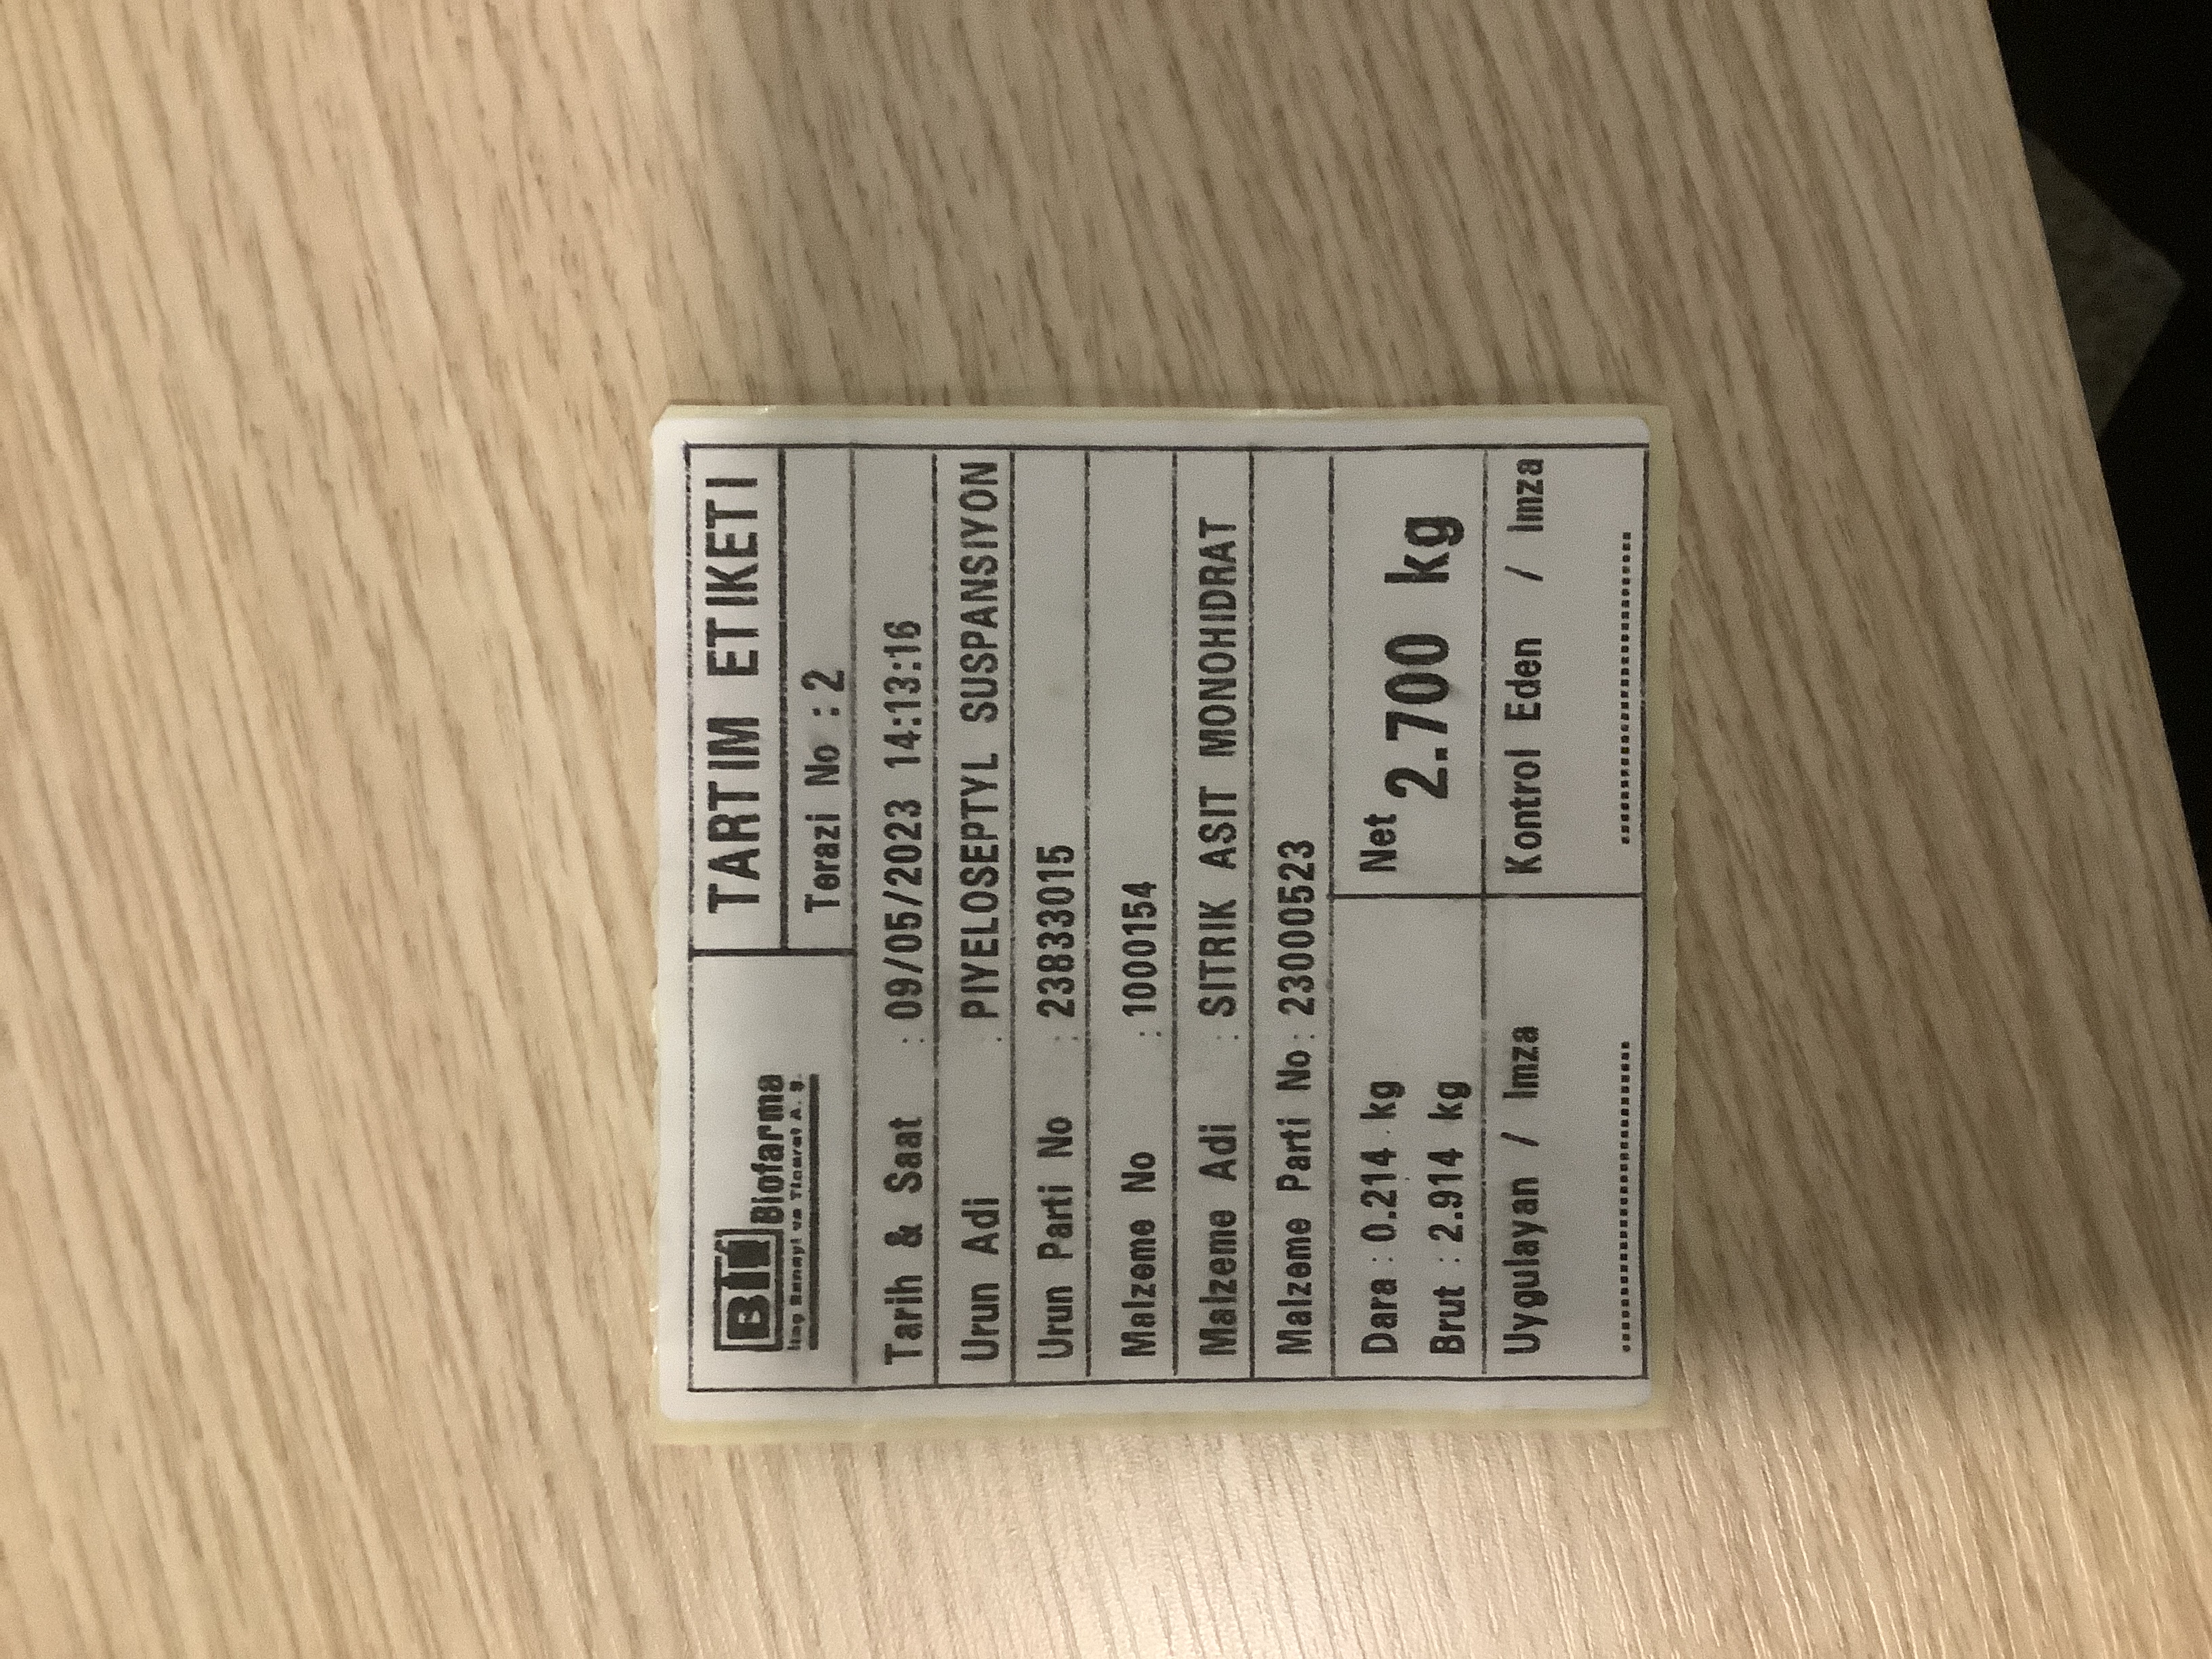 Biofarma
İlaç Sanayi ve Ticaret A. Ş.
TARTIM ETIKETI
Terazi No : 2
Tarih & Saat : 09/05/2023 14:13:16
Urun Adi : PIYELOSEPTYL SUSPANSIYON
Urun Parti No : 23833015
Malzeme No : 1000154
Malzeme Adi : SITRIK ASIT MONOHIDRAT
Malzeme Parti No : 23000523
Dara : 0.214 kg
Brut : 2.914 kg
Net 2.700 kg
Uygulayan / Imza
Kontrol Eden / Imza